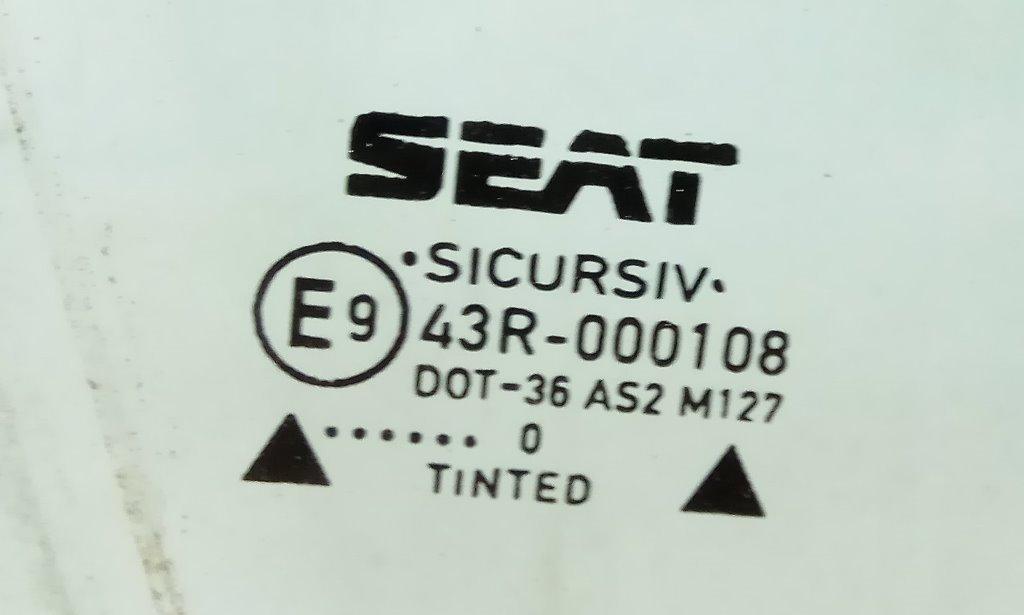 SEAT
•SICURSIV•
E9 43R-000108
DOT-36 AS2 M127
...... 0
TINTED